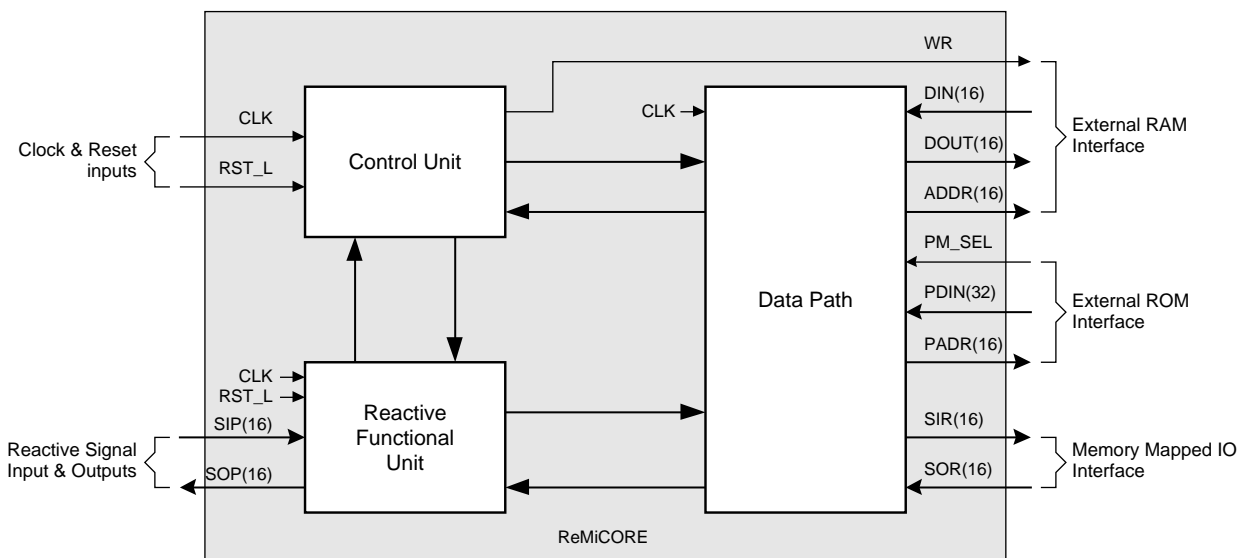 WR
CLK
CLK
DIN(16)
Clock & Reset
inputs
RST_L
Control Unit
DOUT(16)
External RAM
Interface
ADDR(16)
PM_SEL
Data Path
PDIN(32)
External ROM
Interface
PADR(16)
CLK
RST_L
SIP(16)
Reactive Signal
Input & Outputs
SOP(16)
Reactive
Functional
Unit
SIR(16)
Memory Mapped IO
Interface
SOR(16)
ReMiCORE